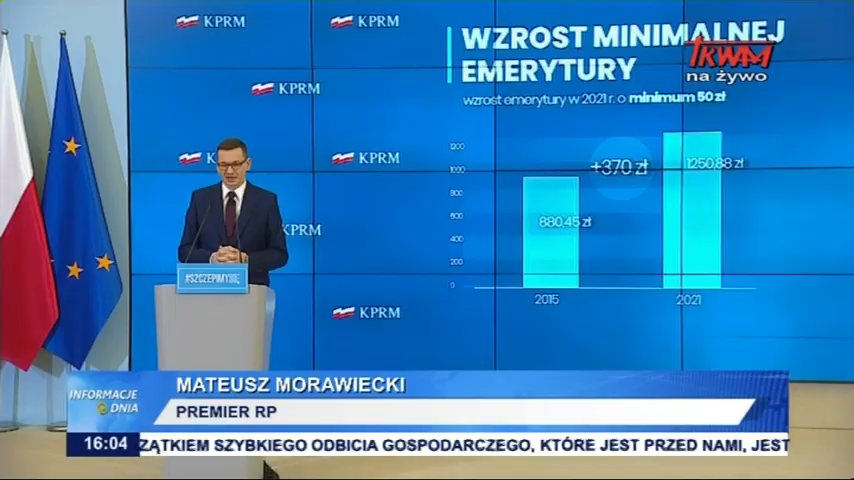 KPRM
KPRM
WZROST MINIMALNEJ
EMERYTURY
TRWAM
na żywo
wzrost emerytury w 2021 r. o minimum 50 zł
KPRM
KPRM
KPRM
KPRM
1200
1000
800
600
400
200
0
+370 zł
1250,88 zł
880,45 zł
2015
2021
#SZCZEPIMYSIĘ
INFORMACJE
DNIA
MATEUSZ MORAWIECKI
PREMIER RP
16:04
ZĄTKIEM SZYBKIEGO ODBICIA GOSPODARCZEGO, KTÓRE JEST PRZED NAMI, JEST